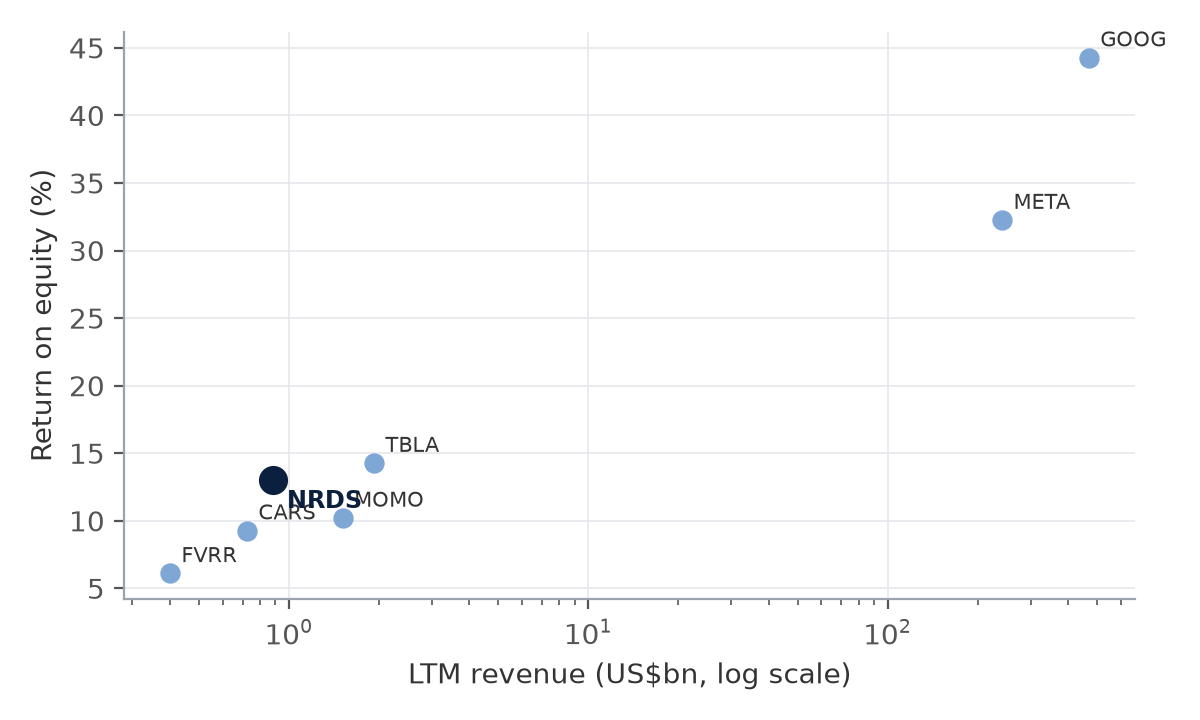 GOOG
45
40
35
META
30
25
20
15
TBLA
NRDS
MOMO
CARS
10
FVRR
5
10⁰
10¹
10²
Return on equity (%)
LTM revenue (US$bn, log scale)